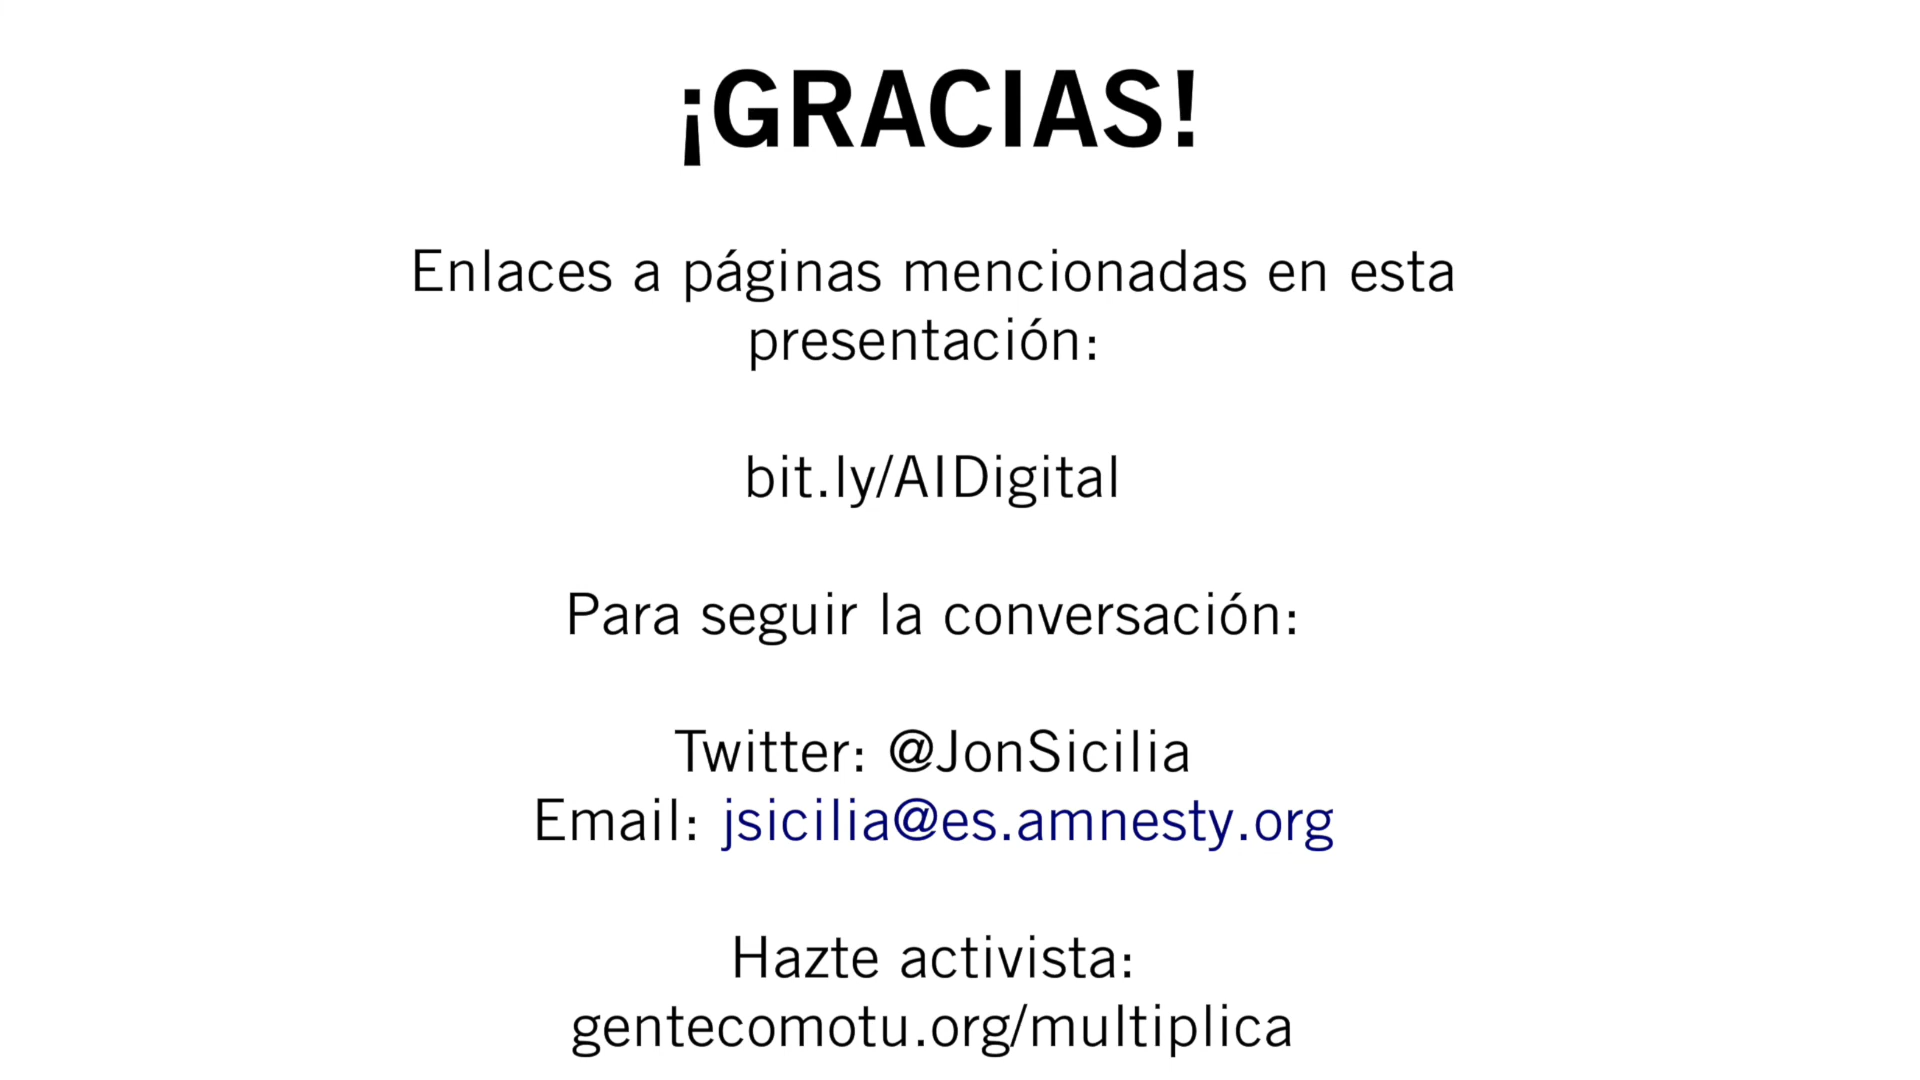 ¡GRACIAS!
Enlaces a páginas mencionadas en esta
presentación:
bit.ly/AIDigital
Para seguir la conversación:
Twitter: @JonSicilia
Email: jsicilia@es.amnesty.org
Hazte activista:
gentecomotu.org/multiplica